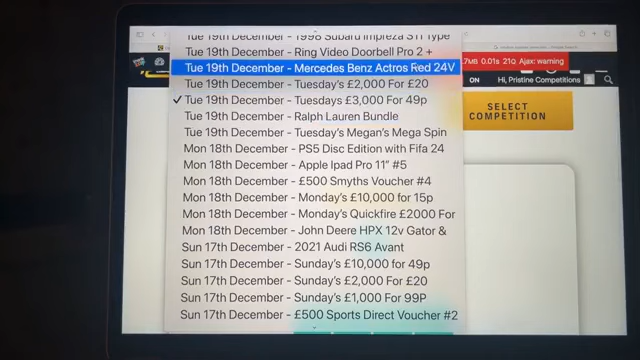 Tue 19th December - 1998 Subaru Impreza STI Type
Tue 19th December - Ring Video Doorbell Pro 2 +
Tue 19th December - Mercedes Benz Actros Red 24V
Tue 19th December - Tuesday's £2,000 For £20
✓ Tue 19th December - Tuesdays £3,000 For 49p
Tue 19th December - Ralph Lauren Bundle
Tue 19th December - Tuesday's Megan's Mega Spin
Mon 18th December - PS5 Disc Edition with Fifa 24
Mon 18th December - Apple Ipad Pro 11" #5
Mon 18th December - £500 Smyths Voucher #4
Mon 18th December - Monday's £10,000 for 15p
Mon 18th December - Monday's Quickfire £2000 For
Mon 18th December - John Deere HPX 12v Gator &
Sun 17th December - 2021 Audi RS6 Avant
Sun 17th December - Sunday's £10,000 for 49p
Sun 17th December - Sunday's £2,000 For £20
Sun 17th December - Sunday's £1,000 For 99P
Sun 17th December - £500 Sports Direct Voucher #2
.7MB 0.01s 21Q Ajax: warning
ON Hi, Pristine Competitions
SELECT
COMPETITION